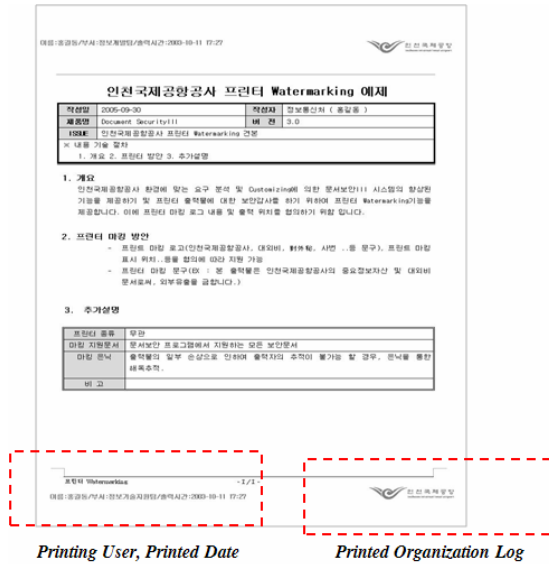 이름:홍길동/부서:정보개발팀/출력시간:2003-10-11 17:27
인천국제공항
인천국제공항공사 프린터 Watermarking 예제
작성일 2005-09-30 작성자 정보통신처 ( 홍길동 )
제품명 Document SecurityIII 버 전 3.0
ISSUE 인천국제공항공사 프린터 Watermarking 견본
※ 내용 기술 절차
1. 개요 2. 프린터 방안 3. 추가설명
1. 개요
인천국제공항공사 환경에 맞는 요구 분석 및 Customizing에 의한 문서보안III 시스템의 향상된
기능을 제공하기 및 프린터 출력물에 대한 보안감사를 하기 위하여 프린터 Watermarking기능을
제공합니다. 이에 프린터 마킹 로그 내용 및 출력 위치를 협의하기 위함 입니다.
2. 프린터 마킹 방안
- 프린트 마킹 로고(인천국제공항공사, 대외비, 사번 ..등 문구), 프린트 마킹
표시 위치..등을 협의에 따라 지원 가능
- 프린터 마킹 문구(EX : 본 출력물은 인천국제공항공사의 중요정보자산 및 대외비
문서로써, 외부유출을 금합니다.)
3. 추가설명
프린터 종류 무관
마킹 지원문서 문서보안 프로그램에서 지원하는 모든 보안문서
마킹 은닉 출력물의 일부 손상으로 인하여 출력자의 추적이 불가능 할 경우, 은닉을 통한
해독추적.
비 고
프린터 Watermarking - 1/1 -
이름:홍길동/부서:정보기술지원팀/출력시간:2003-10-11 17:27
인천국제공항
Printing User, Printed Date Printed Organization Log